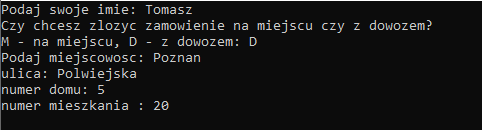 Podaj swoje imie: Tomasz
Czy chcesz zlozyc zamowienie na miejscu czy z dowozem?
M - na miejscu, D - z dowozem: D
Podaj miejscowosc: Poznan
ulica: Polwiejska
numer domu: 5
numer mieszkania : 20